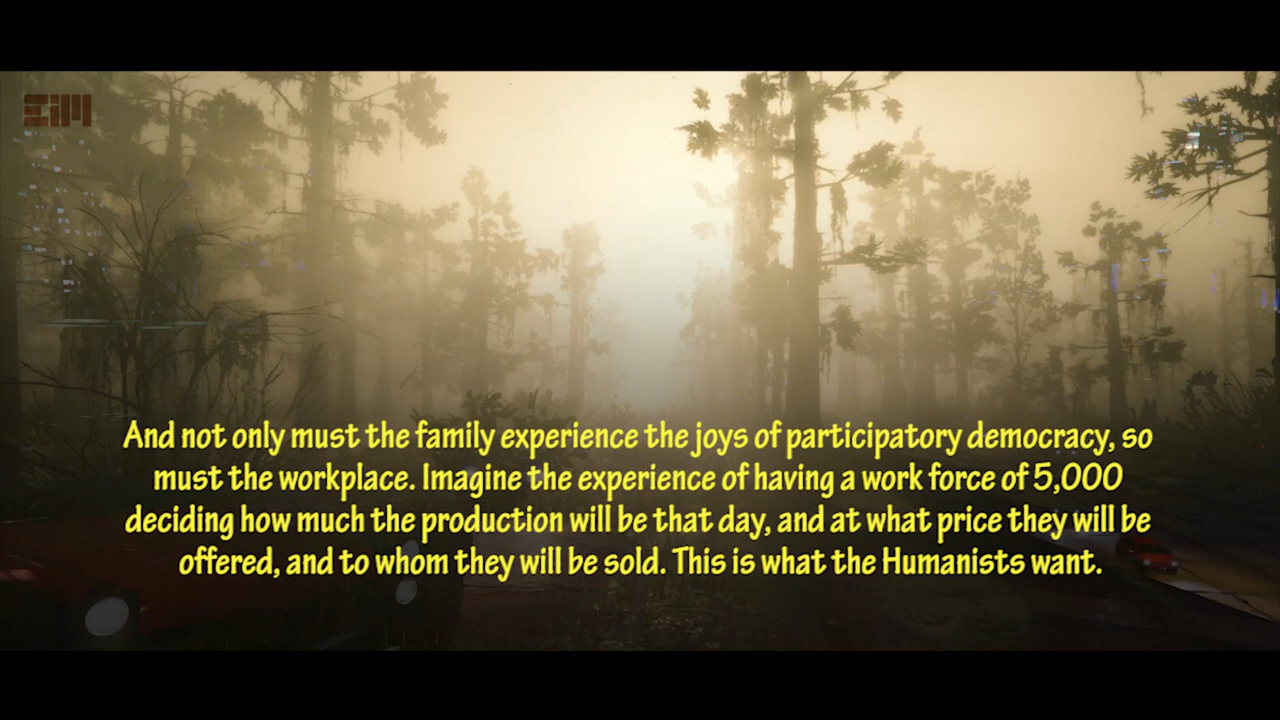 And not only must the family experience the joys of participatory democracy, so
must the workplace. Imagine the experience of having a work force of 5,000
deciding how much the production will be that day, and at what price they will be
offered, and to whom they will be sold. This is what the Humanists want.